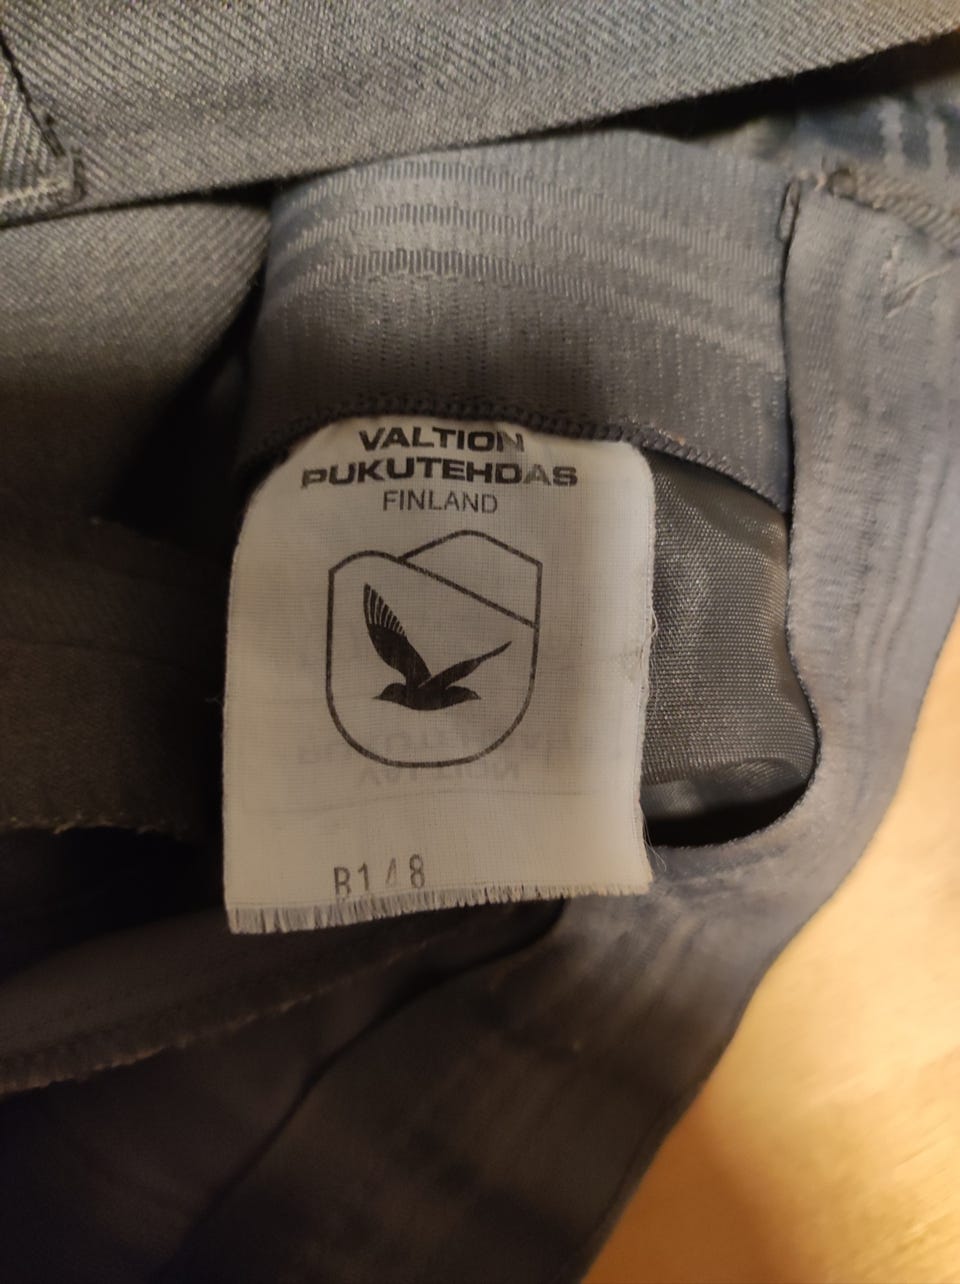 VALTION
PUKUTEHDAS
FINLAND
B148